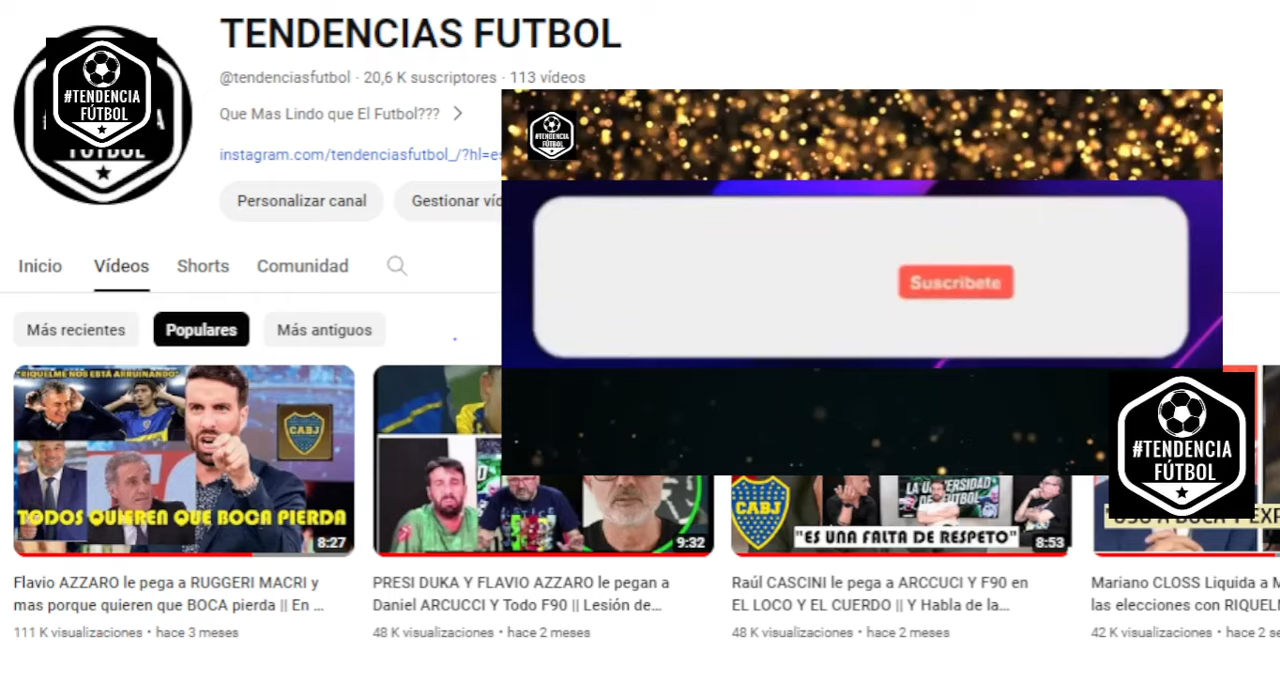 TENDENCIAS FUTBOL
@tendenciasfutbol · 20,6 K suscriptores · 113 vídeos
Que Mas Lindo que El Futbol???
instagram.com/tendenciasfutbol_/?hl=es
Personalizar canal
Gestionar víd
#TENDENCIA
FÚTBOL
FUTBOL
#TENDENCIA
FÚTBOL
Suscríbete
Inicio
Vídeos
Shorts
Comunidad
Más recientes
Populares
Más antiguos
"RIQUELME NOS ESTÁ ARRUINANDO"
CABJ
TODOS QUIEREN QUE BOCA PIERDA
8:27
9:32
CABJ
LA UNIVERSIDAD
DE FUTBOL
"ES UNA FALTA DE RESPETO"
8:53
#TENDENCIA
FÚTBOL
Flavio AZZARO le pega a RUGGERI MACRI y
mas porque quieren que BOCA pierda || En ...
111 K visualizaciones · hace 3 meses
PRESI DUKA Y FLAVIO AZZARO le pegan a
Daniel ARCUCCI Y Todo F90 || Lesión de...
48 K visualizaciones · hace 2 meses
Raúl CASCINI le pega a ARCCUCI Y F90 en
EL LOCO Y EL CUERDO || Y Habla de la...
48 K visualizaciones · hace 2 meses
Mariano CLOSS Liquida a M
las elecciones con RIQUELM
42 K visualizaciones · hace 2 se